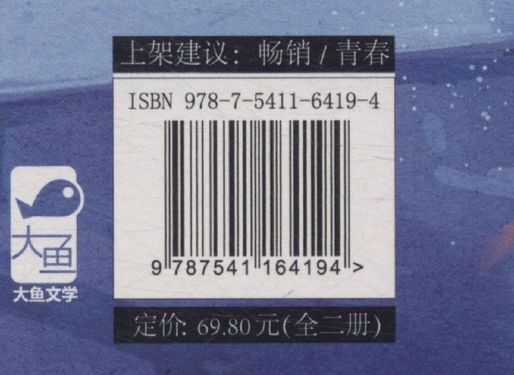 上架建议：畅销/青春
ISBN 978-7-5411-6419-4
9 787541 164194 >
大鱼
大鱼文学
定价: 69.80元(全二册)